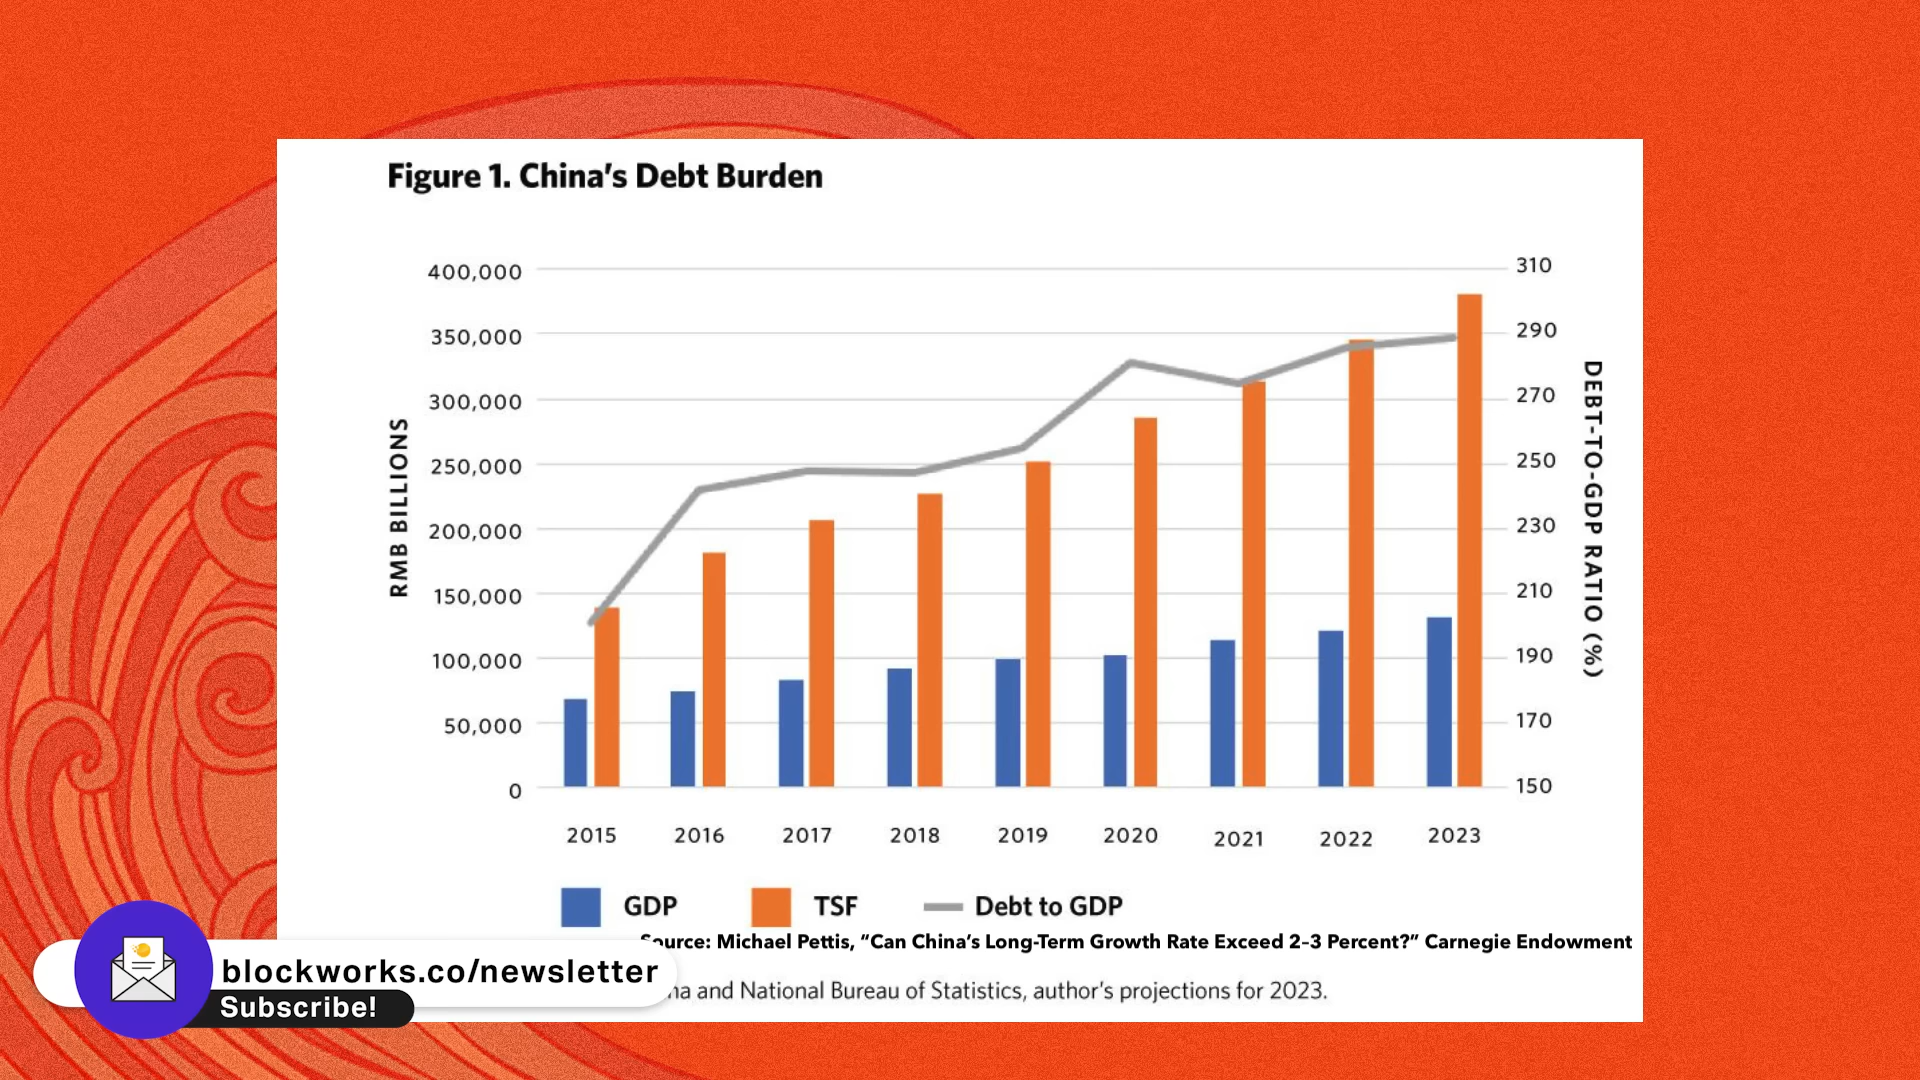 Figure 1. China's Debt Burden
400,000
350,000
300,000
250,000
200,000
150,000
100,000
50,000
0
RMB BILLIONS
310
290
270
250
230
210
190
170
150
DEBT-TO-GDP RATIO (%)
2015 2016 2017 2018 2019 2020 2021 2022 2023
GDP TSF Debt to GDP
Source: Michael Pettis, “Can China’s Long-Term Growth Rate Exceed 2–3 Percent?” Carnegie Endowment
and National Bureau of Statistics, author's projections for 2023.
blockworks.co/newsletter
Subscribe!